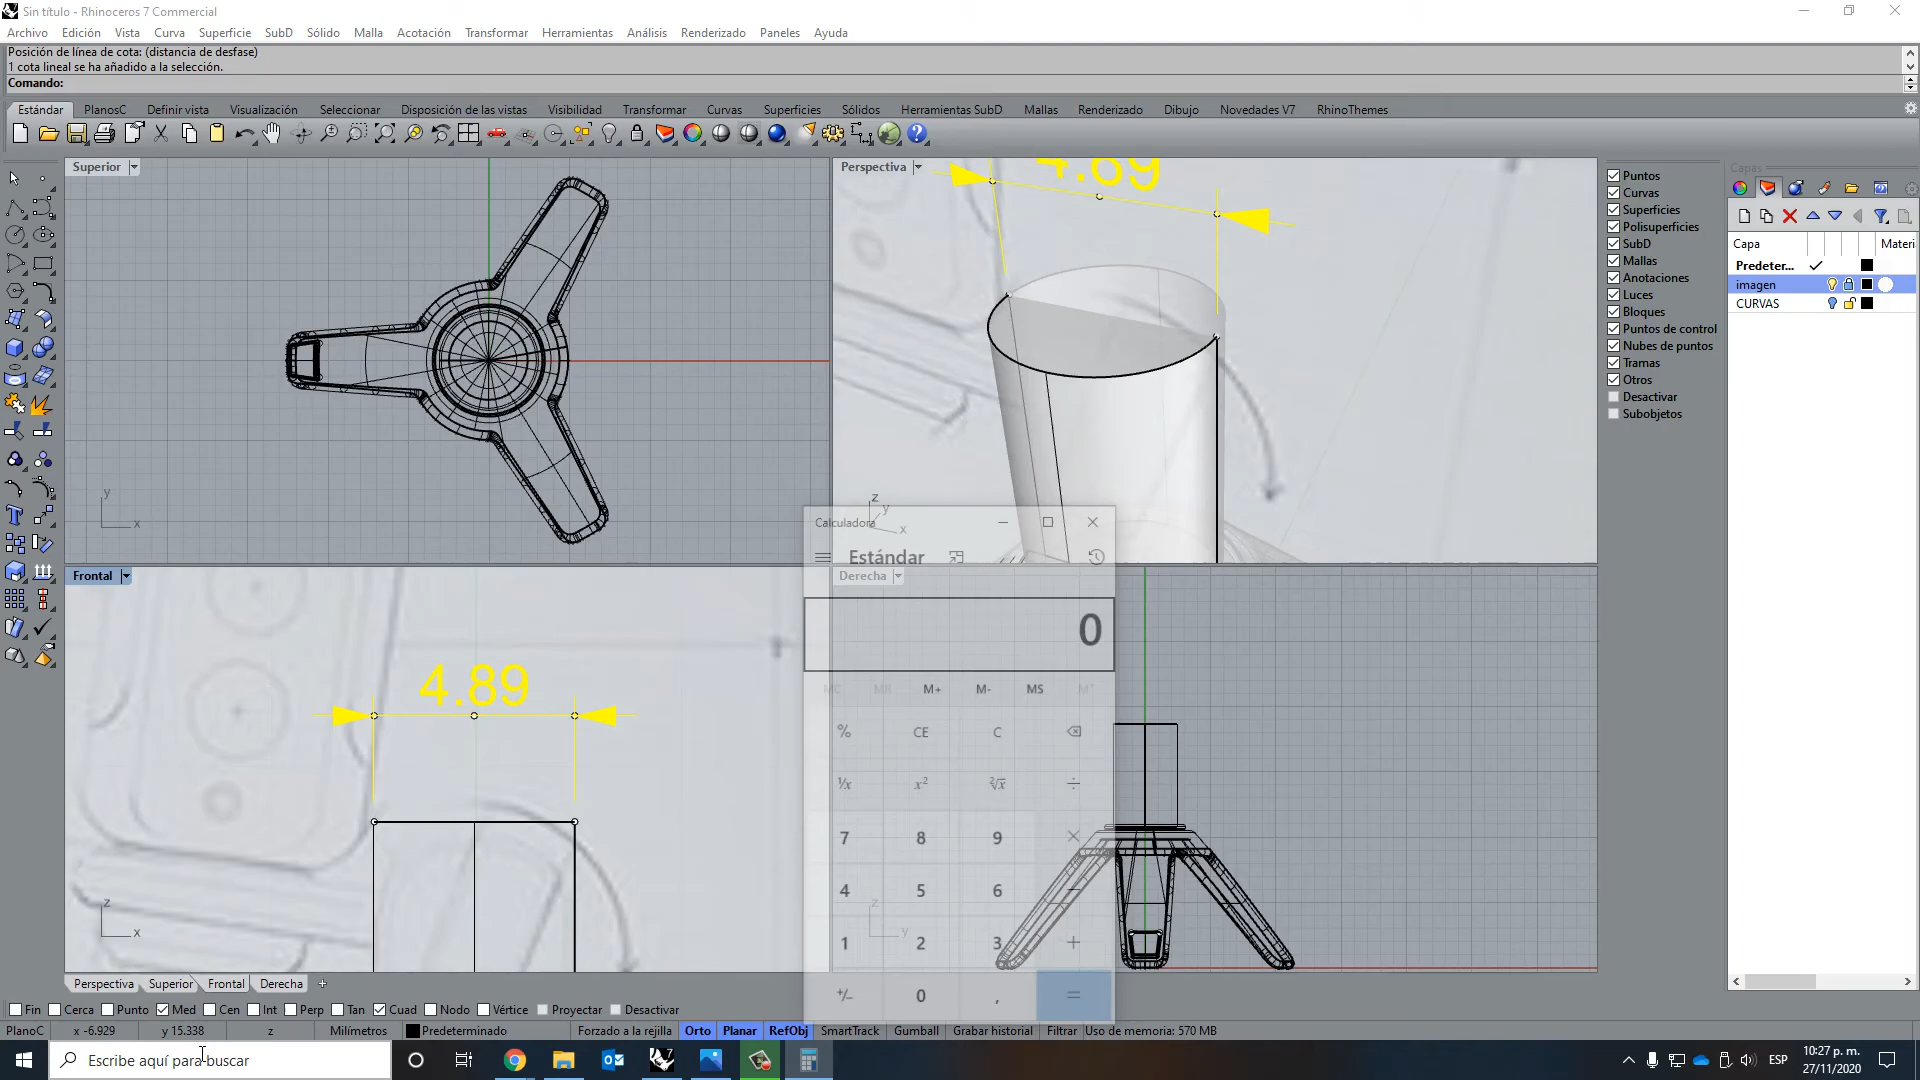 Sin título - Rhinoceros 7 Commercial
Archivo Edición Vista Curva Superficie SubD Sólido Malla Acotación Transformar Herramientas Análisis Renderizado Paneles Ayuda
Posición de línea de cota: (distancia de desfase)
1 cota lineal se ha añadido a la selección.
Comando:
Estándar PlanosC Definir vista Visualización Seleccionar Disposición de las vistas Visibilidad Transformar Curvas Superficies Sólidos Herramientas SubD Mallas Renderizado Dibujo Novedades V7 RhinoThemes
Superior
y
x
Perspectiva
z
y
x
Puntos
Curvas
Superficies
Polisuperficies
SubD
Mallas
Anotaciones
Luces
Bloques
Puntos de control
Nubes de puntos
Tramas
Otros
Desactivar
Subobjetos
Capas
Capa Materi
Predeter...
imagen
CURVAS
Frontal
4.89
z
x
Derecha
z
y
Calculadora
Estándar
0
MC MR M+ M- MS
% CE C
¹/x x² ²√x ÷
7 8 9 ×
4 5 6 −
1 2 3 +
+/− 0 , =
Perspectiva Superior Frontal Derecha
Fin Cerca Punto Med Cen Int Perp Tan Cuad Nodo Vértice Proyectar Desactivar
PlanoC x -6.929 y 15.338 z Milímetros Predeterminado Forzado a la rejilla Orto Planar RefObj SmartTrack Gumball Grabar historial Filtrar Uso de memoria: 570 MB
Escribe aquí para buscar
ESP
10:27 p. m.
27/11/2020